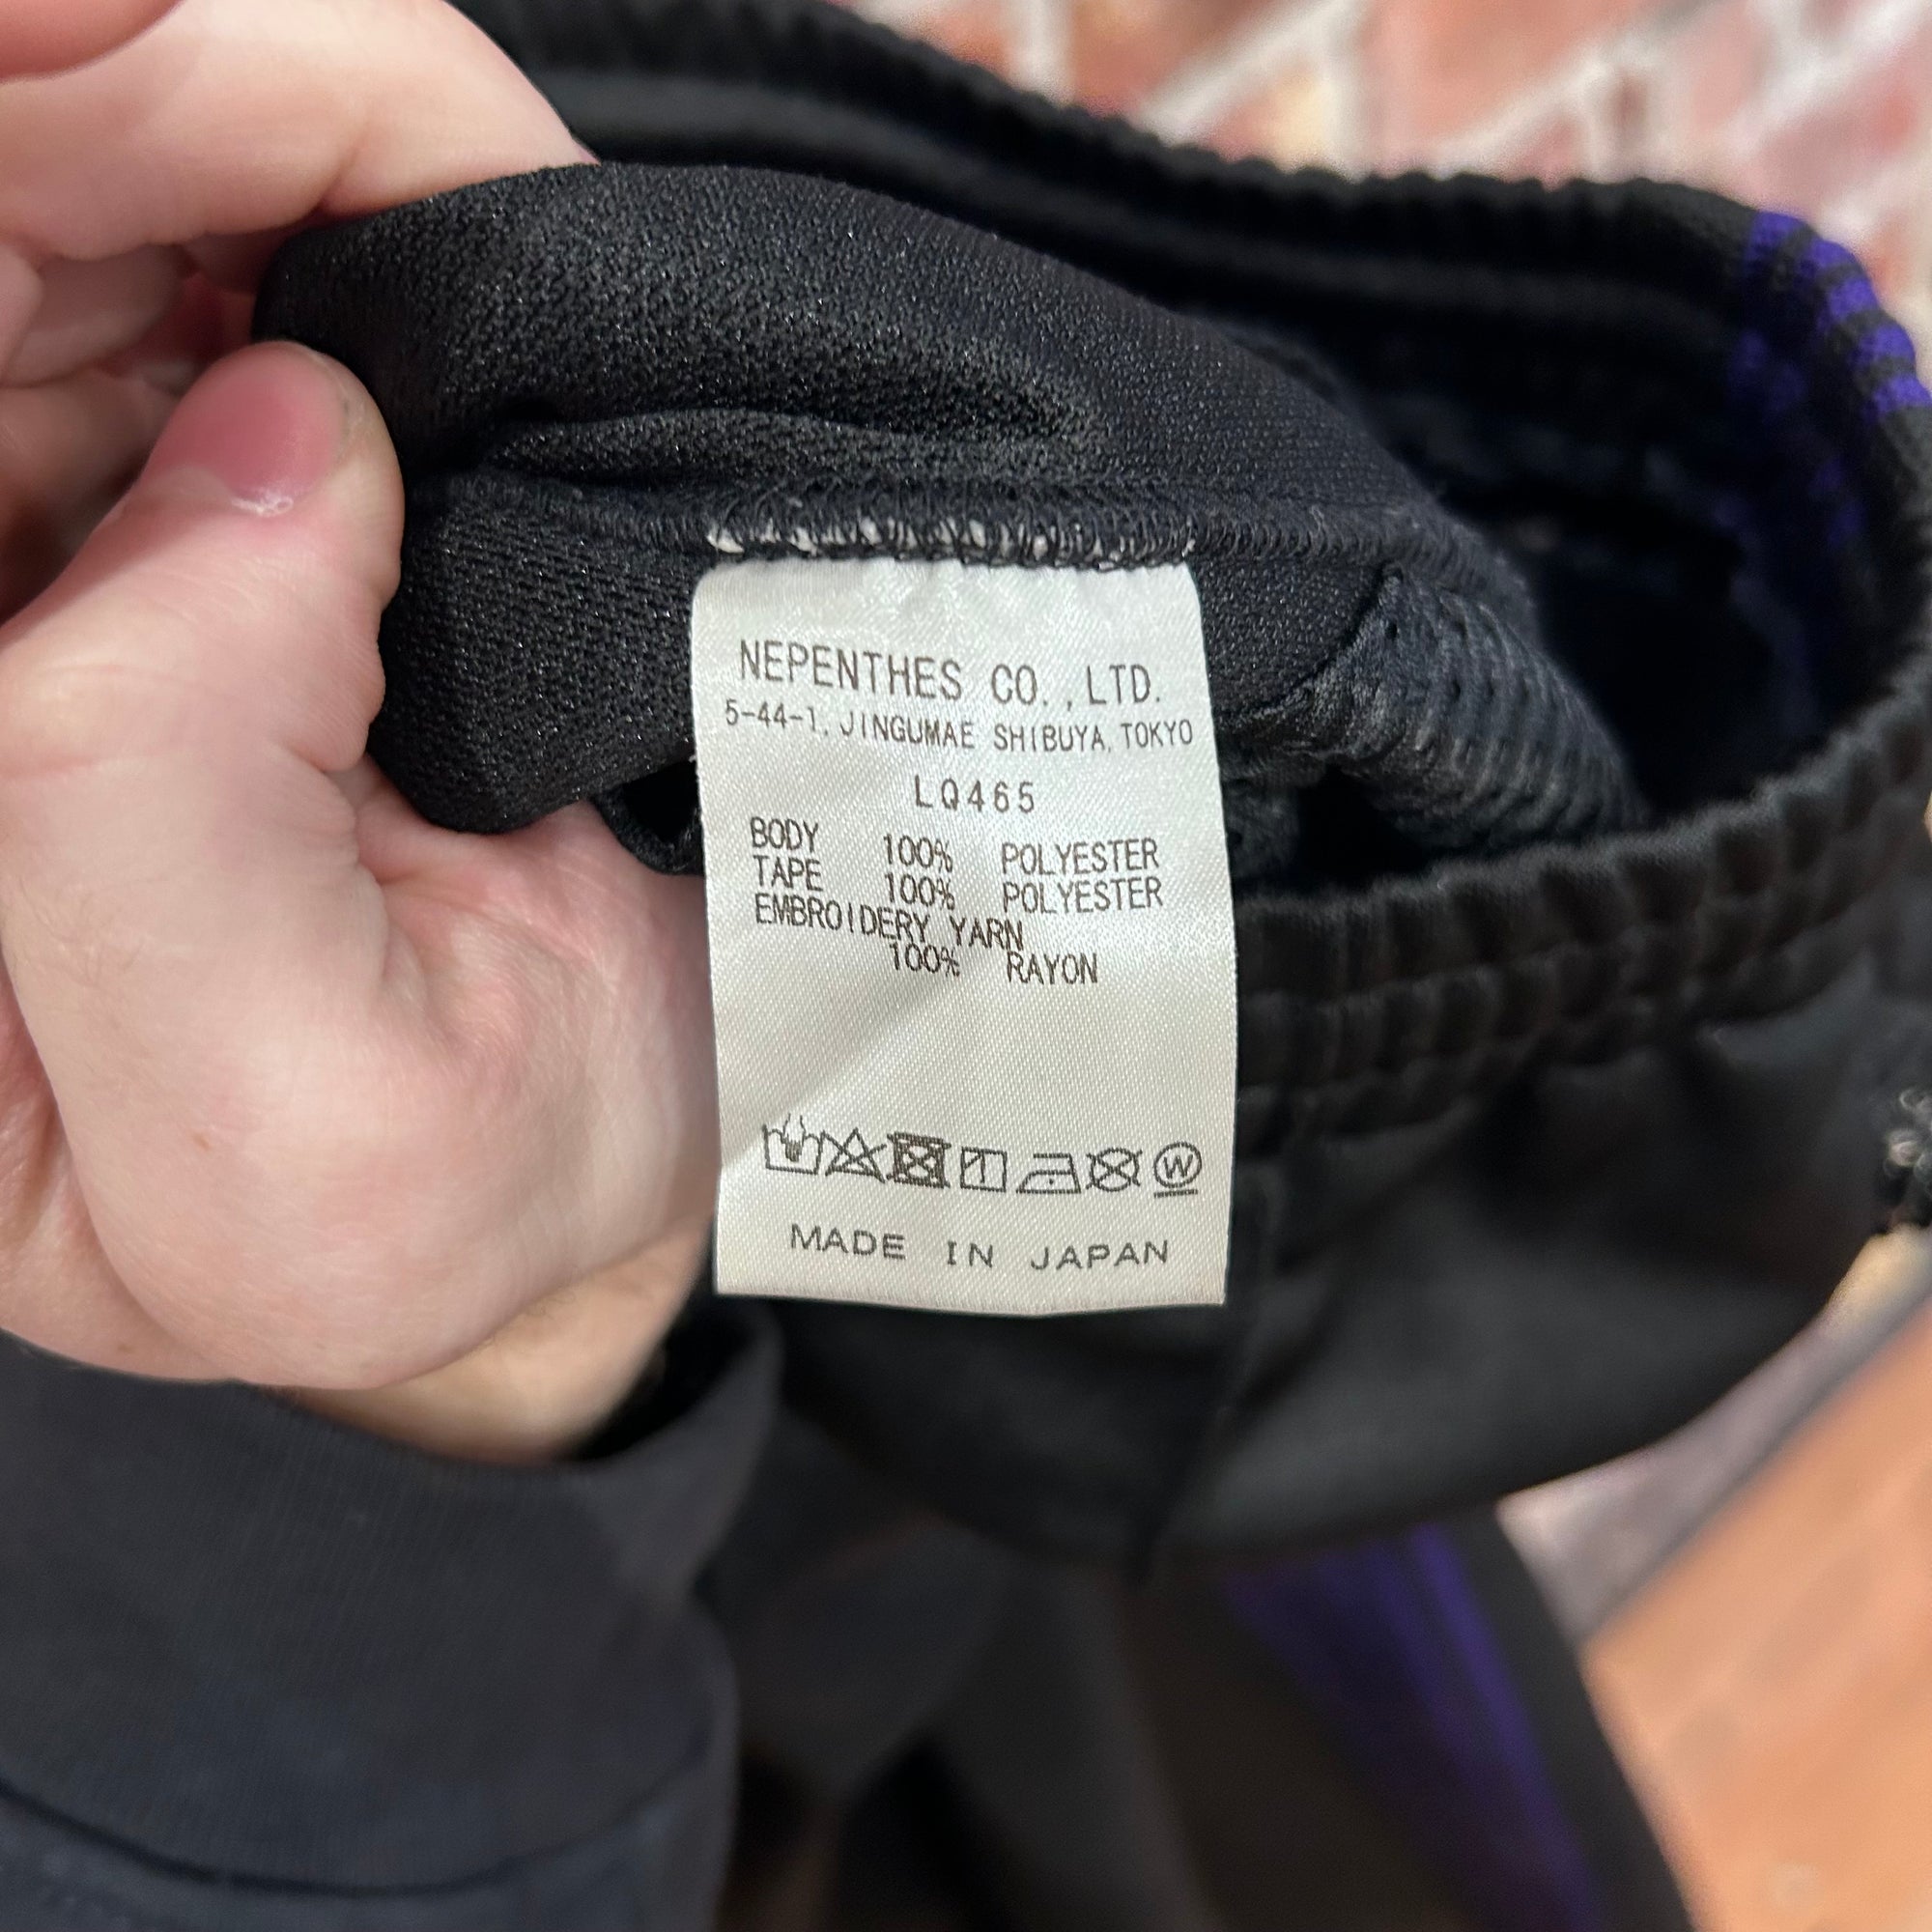 NEPENTHES CO.,LTD.
5-44-1, JINGUMAE SHIBUYA, TOKYO
LQ465
BODY 100% POLYESTER
TAPE 100% POLYESTER
EMBROIDERY YARN
100% RAYON
W
MADE IN JAPAN